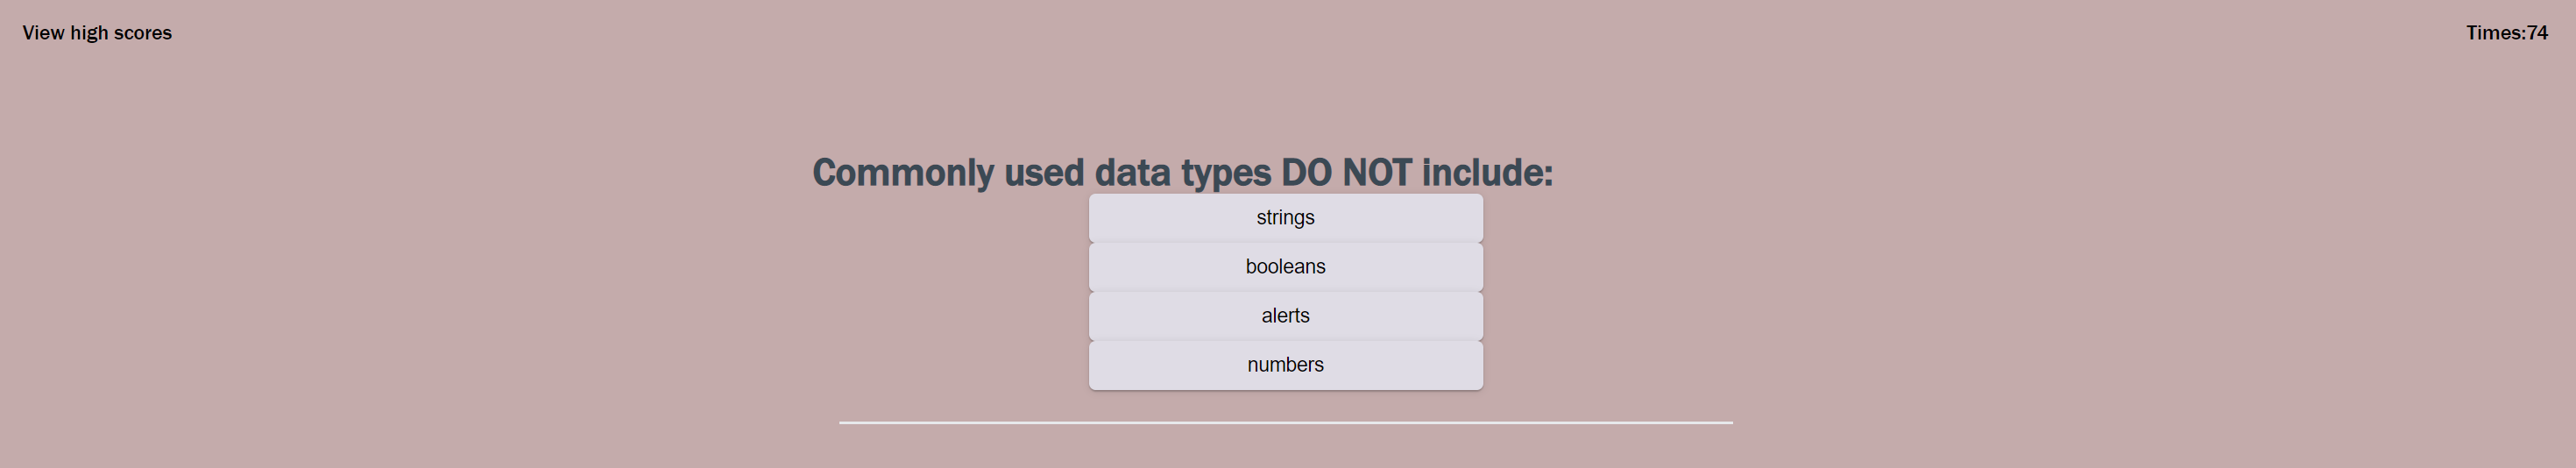 View high scores
Times:74
Commonly used data types DO NOT include:
strings
booleans
alerts
numbers